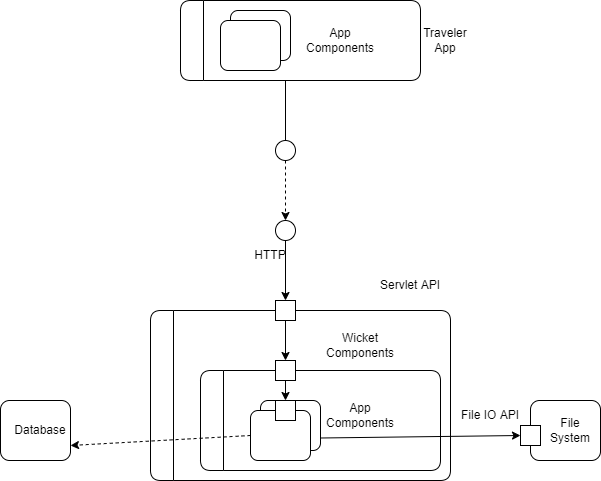 App
Components
Traveler
App
HTTP
Servlet API
Wicket
Components
App
Components
File IO API
Database
File
System